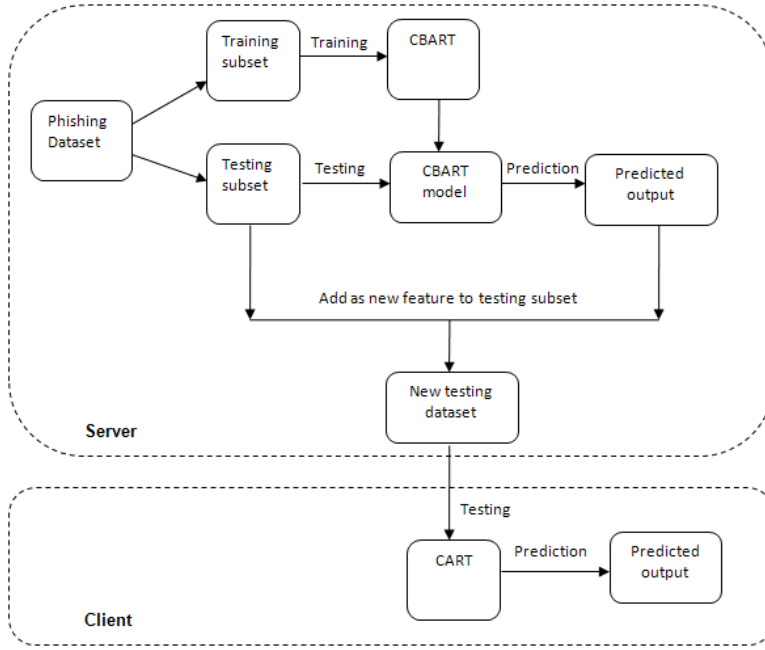 Training
subset
Training
CBART
Phishing
Dataset
Testing
subset
Testing
CBART
model
Prediction
Predicted
output
Add as new feature to testing subset
New testing
dataset
Server
Testing
CART
Prediction
Predicted
output
Client